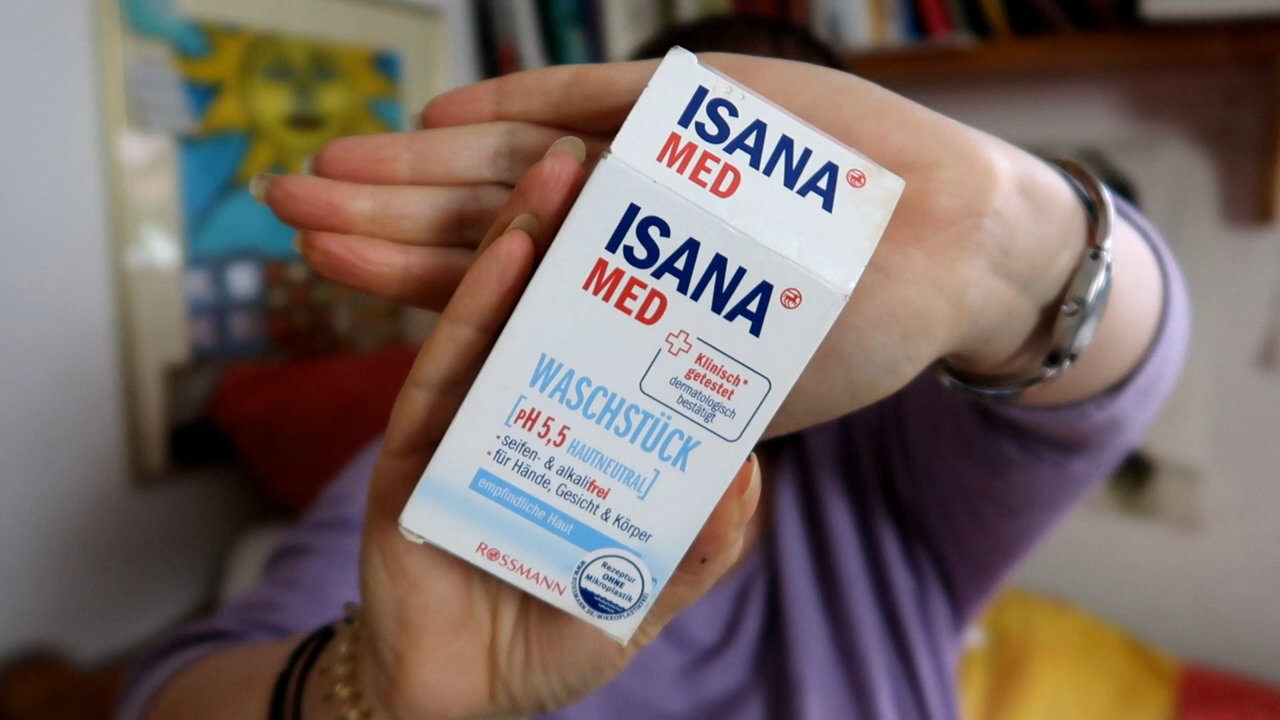 ISANA
MED
ISANA
MED
Klinisch*
getestet
dermatologisch
bestätigt
WASCHSTÜCK
[pH 5,5 HAUTNEUTRAL]
• seifen- & alkalifrei
• für Hände, Gesicht & Körper
empfindliche Haut
ROSSMANN
Rezeptur
OHNE
Mikroplastik